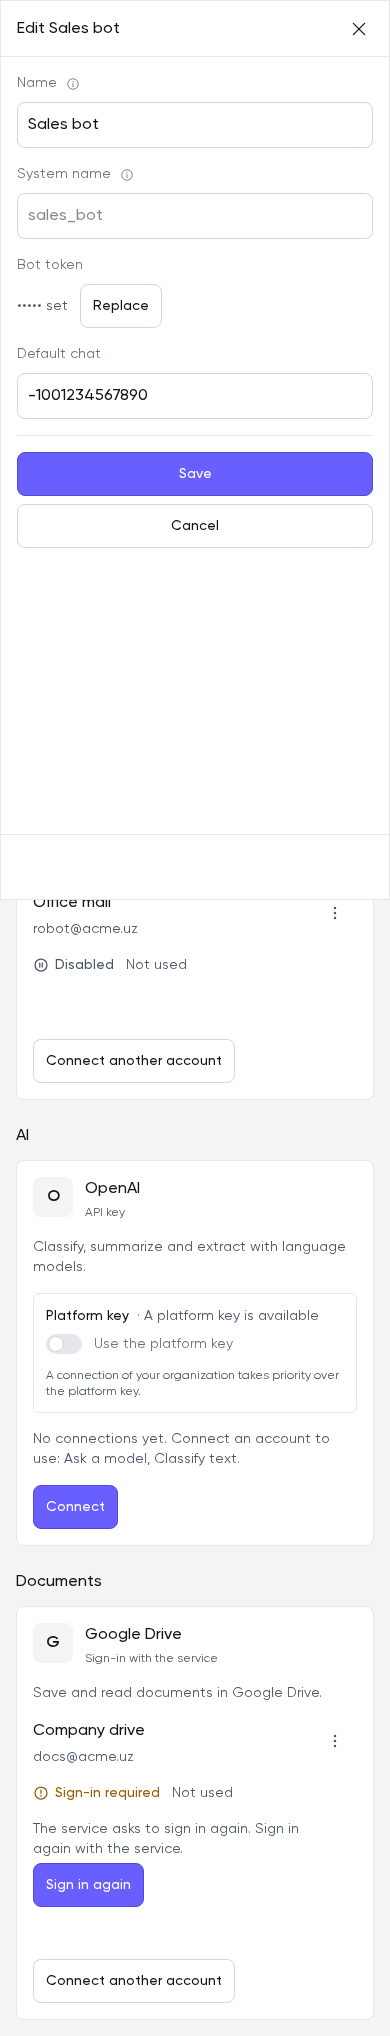 Edit Sales bot
Name
Sales bot
System name
sales_bot
Bot token
••••• set
Replace
Default chat
-1001234567890
Save
Cancel
Office mail
robot@acme.uz
Disabled Not used
Connect another account
AI
O
OpenAI
API key
Classify, summarize and extract with language
models.
Platform key · A platform key is available
Use the platform key
A connection of your organization takes priority over
the platform key.
No connections yet. Connect an account to
use: Ask a model, Classify text.
Connect
Documents
G
Google Drive
Sign-in with the service
Save and read documents in Google Drive.
Company drive
docs@acme.uz
Sign-in required Not used
The service asks to sign in again. Sign in
again with the service.
Sign in again
Connect another account